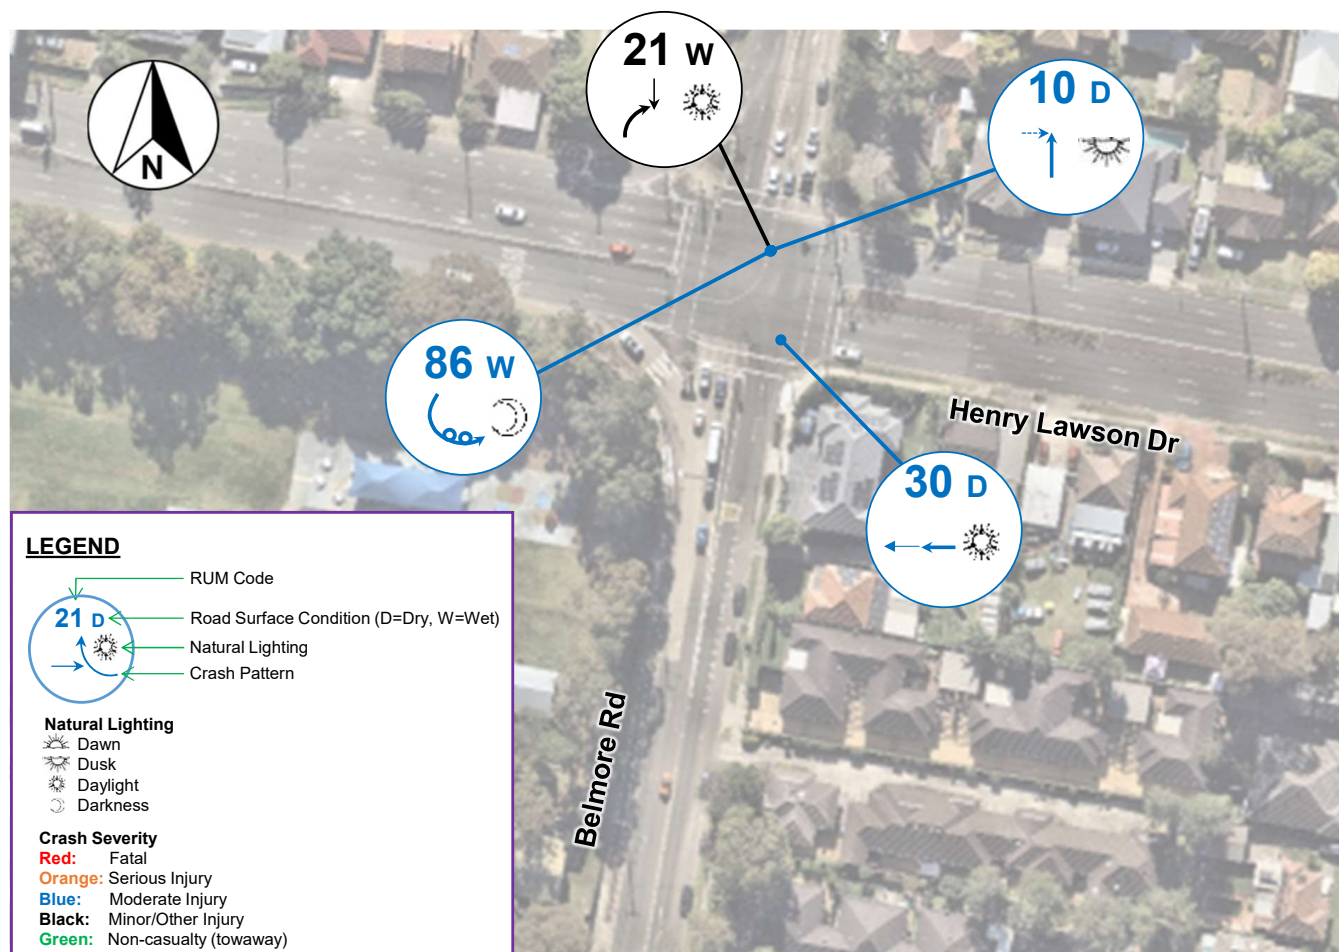 21 W
10 D
N
86 W
Henry Lawson Dr
30 D
Belmore Rd
LEGEND
RUM Code
21 D
Road Surface Condition (D=Dry, W=Wet)
Natural Lighting
Crash Pattern
Natural Lighting
Dawn
Dusk
Daylight
Darkness
Crash Severity
Red: Fatal
Orange: Serious Injury
Blue: Moderate Injury
Black: Minor/Other Injury
Green: Non-casualty (towaway)